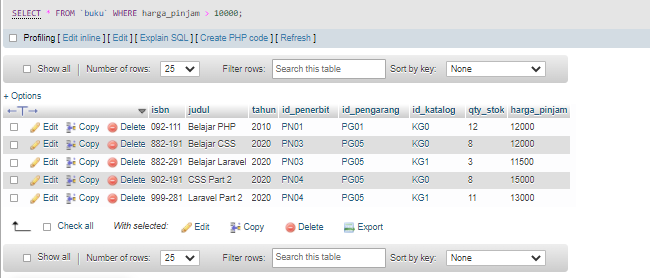 SELECT * FROM `buku` WHERE harga_pinjam > 10000;
Profiling [ Edit inline ] [ Edit ] [ Explain SQL ] [ Create PHP code ] [ Refresh ]
Show all | Number of rows: 25 Filter rows: Search this table Sort by key: None
+ Options
←T→ isbn judul tahun id_penerbit id_pengarang id_katalog qty_stok harga_pinjam
Edit Copy Delete 092-111 Belajar PHP 2010 PN01 PG01 KG0 12 12000
Edit Copy Delete 882-191 Belajar CSS 2020 PN03 PG05 KG0 8 12000
Edit Copy Delete 882-291 Belajar Laravel 2020 PN03 PG05 KG1 3 11500
Edit Copy Delete 902-191 CSS Part 2 2020 PN04 PG05 KG0 8 15000
Edit Copy Delete 999-281 Laravel Part 2 2020 PN04 PG05 KG1 11 13000
Check all With selected: Edit Copy Delete Export
Show all | Number of rows: 25 Filter rows: Search this table Sort by key: None